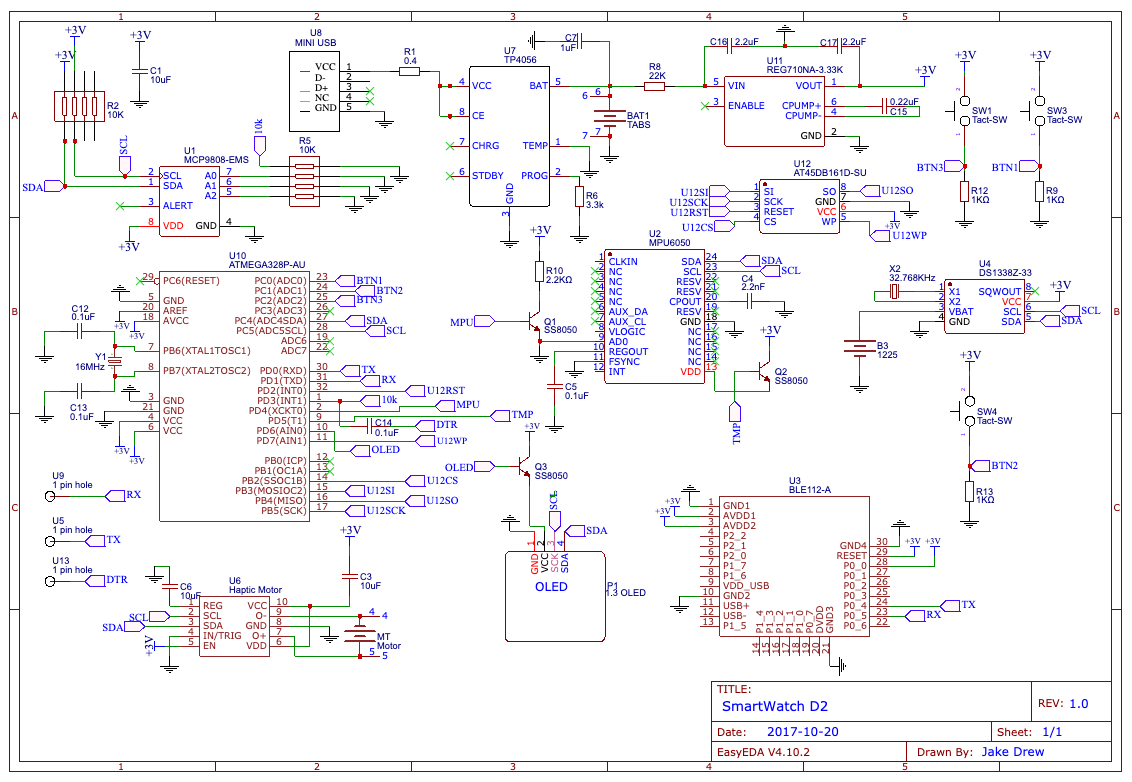 1 2 3 4 5
A
B
C
D
+3V
+3V
R2
10K
+3V
C1
10uF
SCL
SDA
U1
MCP9808-EMS
2 SCL A0 7
1 SDA A1 6
A2 5
3 ALERT
8 VDD GND 4
+3V
10k
R5
10K
U8
MINI USB
VCC 1
D- 2
D+ 3
NC 4
GND 5
R1
0.4
U7
TP4056
4 VCC BAT 5
8 CE
7 CHRG TEMP 1
6 STDBY PROG 2
GND
3
C7
1uF
6 6
7 7
BAT1
TABS
R6
3.3k
R8
22K
C16 2.2uF
C17 2.2uF
U11
REG710NA-3.33K
5 VIN VOUT 1
3 ENABLE CPUMP+ 6
CPUMP- 4
GND 2
0.22uF
C15
+3V
+3V
SW1
Tact-SW
BTN3
R12
1KΩ
+3V
SW3
Tact-SW
BTN1
R9
1KΩ
U12
AT45DB161D-SU
U12SI 1 SI SO 8 U12SO
U12SCK 2 SCK GND 7
U12RST 3 RESET VCC 6
U12CS 4 CS WP 5
+3V
U12WP
U10
ATMEGA328P-AU
29 PC6(RESET)
5 GND
20 AREF
18 AVCC
+3V
+3V
7 PB6(XTAL1TOSC1)
8 PB7(XTAL2TOSC2)
3 GND
21 GND
4 VCC
6 VCC
+3V
+3V
C12
0.1uF
Y1
16MHz
C13
0.1uF
PC0(ADC0) 23 BTN1
PC1(ADC1) 24 BTN2
PC2(ADC2) 25 BTN3
PC3(ADC3) 26
PC4(ADC4SDA) 27 SDA
PC5(ADC5SCL) 28 SCL
ADC6 19
ADC7 22
PD0(RXD) 30 TX
PD1(TXD) 31 RX
PD2(INT0) 32 U12RST
PD3(INT1) 1 10k
PD4(XCKT0) 2 MPU
PD5(T1) 9 TMP
PD6(AIN0) 10 DTR
PD7(AIN1) 11 U12WP
C14
0.1uF
OLED
PB0(ICP) 12
PB1(OC1A) 13
PB2(SSOC1B) 14 U12CS
PB3(MOSIOC2) 15 U12SI
PB4(MISO) 16 U12SO
PB5(SCK) 17 U12SCK
+3V
R10
2.2KΩ
MPU
Q1
SS8050
C5
0.1uF
U2
MPU6050
1 CLKIN SDA 24 SDA
2 NC SCL 23 SCL
3 NC RESV 22
4 NC RESV 21
5 NC CPOUT 20
6 AUX_DA RESV 19
7 AUX_CL GND 18
8 VLOGIC NC 17
9 AD0 NC 16
10 REGOUT NC 15
11 FSYNC NC 14
12 INT VDD 13
C4
2.2nF
+3V
Q2
SS8050
TMP
X2
32.768KHz
U4
DS1338Z-33
1 X1 SQWOUT 8
2 X2 VCC 7
3 VBAT SCL 6 SCL
4 GND SDA 5 SDA
+3V
B3
1225
+3V
SW4
Tact-SW
BTN2
R13
1KΩ
U9
1 pin hole
RX
U5
1 pin hole
TX
U13
1 pin hole
DTR
+3V
OLED
Q3
SS8050
SCL
SDA
1 2 3 4
GND VCC SCK SDA
OLED
P1
1.3 OLED
C6
10uF
U6
Haptic Motor
1 REG VCC 10
SCL 2 SCL O- 9
SDA 3 SDA GND 8
4 IN/TRIG O+ 7
5 EN VDD 6
+3V
+3V
C3
10uF
4 4
5 5
MT
Motor
U3
BLE112-A
+3V
+3V
1 GND1
2 AVDD1
3 AVDD2
4 P2_2
5 P2_1
6 P2_0
7 P1_7
8 P1_6
9 VDD_USB
10 GND2
11 USB+
12 USB-
13 P1_5
GND4 30
RESET 29
P0_0 28
P0_1 27
P0_2 26
P0_3 25
P0_4 24 TX
P0_5 23 RX
P0_6 22
+3V +3V
P1_4 P1_3 P1_2 P1_1 P1_0 P0_7 DVDD GND3
14 15 16 17 18 19 20 21
TITLE:
SmartWatch D2
REV: 1.0
Date: 2017-10-20
Sheet: 1/1
EasyEDA V4.10.2
Drawn By: Jake Drew
1 2 3 4 5